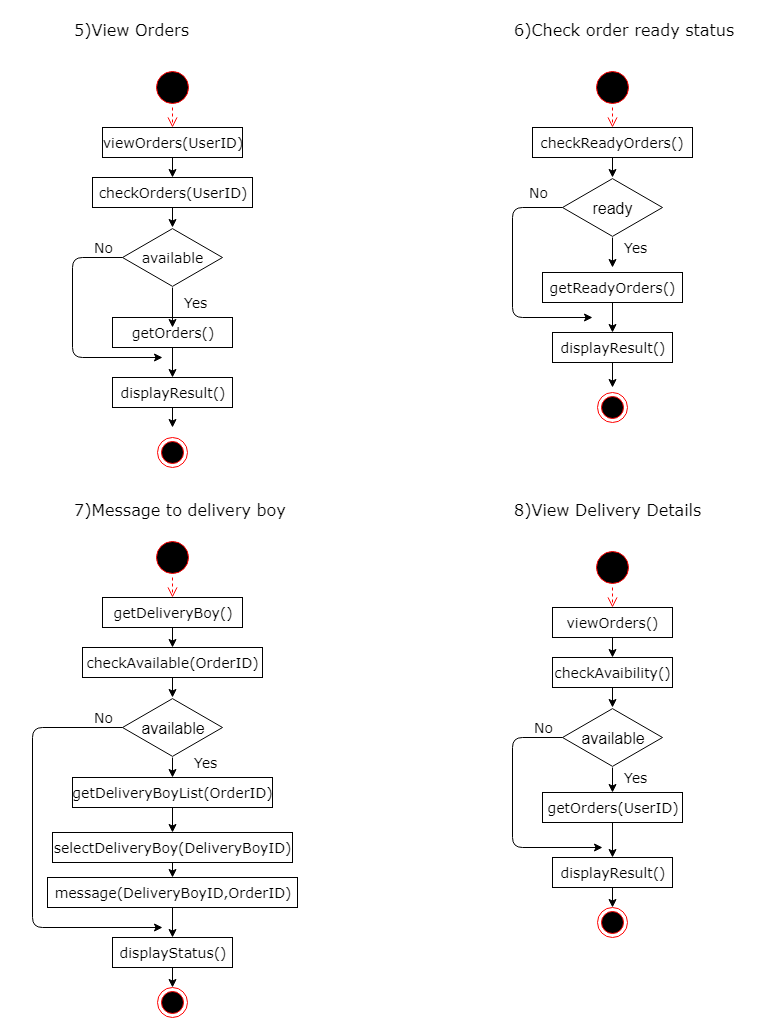 5)View Orders
viewOrders(UserID)
checkOrders(UserID)
No
available
Yes
getOrders()
displayResult()
6)Check order ready status
checkReadyOrders()
No
ready
Yes
getReadyOrders()
displayResult()
7)Message to delivery boy
getDeliveryBoy()
checkAvailable(OrderID)
No
available
Yes
getDeliveryBoyList(OrderID)
selectDeliveryBoy(DeliveryBoyID)
message(DeliveryBoyID,OrderID)
displayStatus()
8)View Delivery Details
viewOrders()
checkAvaibility()
No
available
Yes
getOrders(UserID)
displayResult()